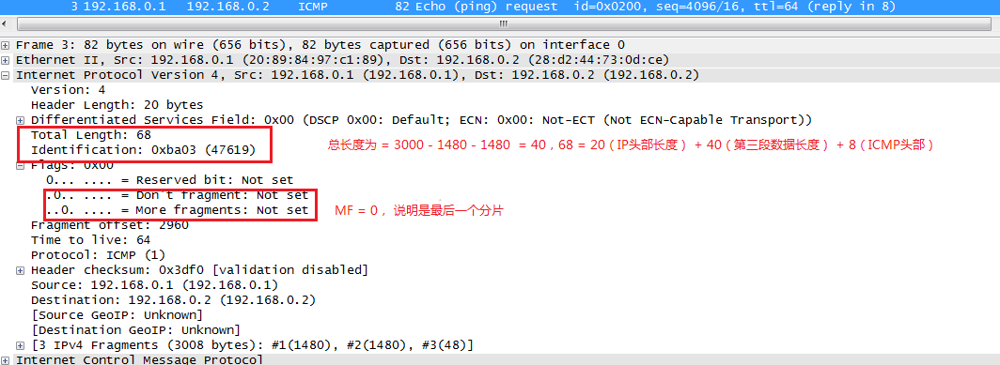 3 192.168.0.1 192.168.0.2 ICMP 82 Echo (ping) request id=0x0200, seq=4096/16, ttl=64 (reply in 8)
Frame 3: 82 bytes on wire (656 bits), 82 bytes captured (656 bits) on interface 0
Ethernet II, Src: 192.168.0.1 (20:89:84:97:c1:89), Dst: 192.168.0.2 (28:d2:44:73:0d:ce)
Internet Protocol Version 4, Src: 192.168.0.1 (192.168.0.1), Dst: 192.168.0.2 (192.168.0.2)
Version: 4
Header Length: 20 bytes
Differentiated Services Field: 0x00 (DSCP 0x00: Default; ECN: 0x00: Not-ECT (Not ECN-Capable Transport))
Total Length: 68
Identification: 0xba03 (47619)
总长度为 = 3000 - 1480 - 1480 = 40，68 = 20（IP头部长度）+ 40（第三段数据长度）+ 8（ICMP头部）
Flags: 0x00
0... .... = Reserved bit: Not set
.0.. .... = Don't fragment: Not set
..0. .... = More fragments: Not set
MF = 0，说明是最后一个分片
Fragment offset: 2960
Time to live: 64
Protocol: ICMP (1)
Header checksum: 0x3df0 [validation disabled]
Source: 192.168.0.1 (192.168.0.1)
Destination: 192.168.0.2 (192.168.0.2)
[Source GeoIP: Unknown]
[Destination GeoIP: Unknown]
[3 IPv4 Fragments (3008 bytes): #1(1480), #2(1480), #3(48)]
Internet Control Message Protocol